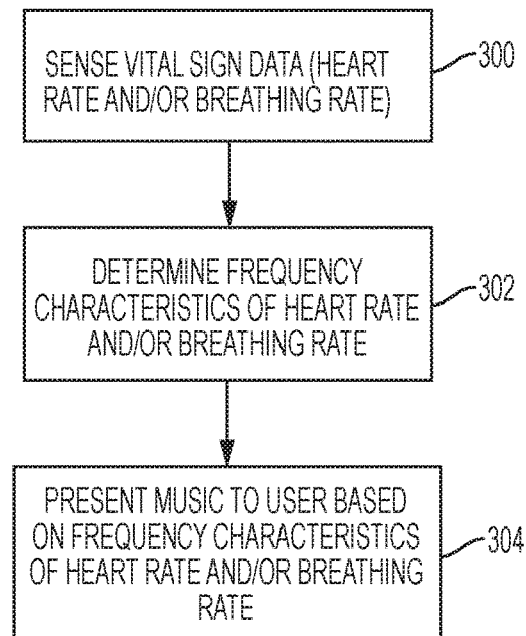 SENSE VITAL SIGN DATA (HEART
RATE AND/OR BREATHING RATE)
300
DETERMINE FREQUENCY
CHARACTERISTICS OF HEART RATE
AND/OR BREATHING RATE
302
PRESENT MUSIC TO USER BASED
ON FREQUENCY CHARACTERISTICS
OF HEART RATE AND/OR BREATHING
RATE
304